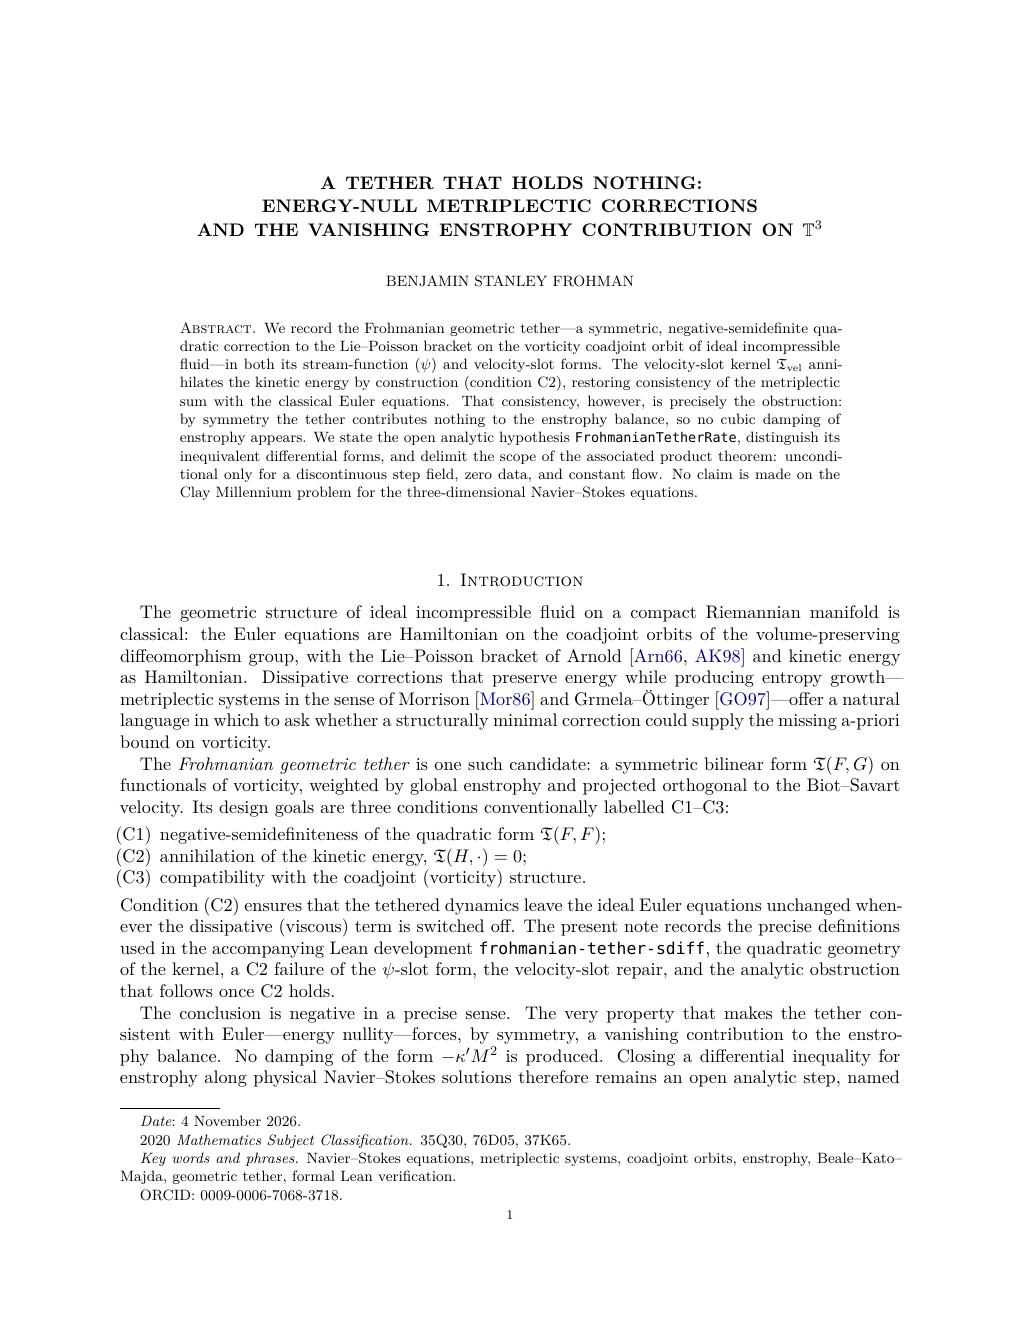 A TETHER THAT HOLDS NOTHING:
ENERGY-NULL METRIPLECTIC CORRECTIONS
AND THE VANISHING ENSTROPHY CONTRIBUTION ON 𝕋³
BENJAMIN STANLEY FROHMAN
Abstract. We record the Frohmanian geometric tether—a symmetric, negative-semidefinite qua-
dratic correction to the Lie–Poisson bracket on the vorticity coadjoint orbit of ideal incompressible
fluid—in both its stream-function (ψ) and velocity-slot forms. The velocity-slot kernel 𝔗vel anni-
hilates the kinetic energy by construction (condition C2), restoring consistency of the metriplectic
sum with the classical Euler equations. That consistency, however, is precisely the obstruction:
by symmetry the tether contributes nothing to the enstrophy balance, so no cubic damping of
enstrophy appears. We state the open analytic hypothesis FrohmanianTetherRate, distinguish its
inequivalent differential forms, and delimit the scope of the associated product theorem: uncondi-
tional only for a discontinuous step field, zero data, and constant flow. No claim is made on the
Clay Millennium problem for the three-dimensional Navier–Stokes equations.
1. Introduction
The geometric structure of ideal incompressible fluid on a compact Riemannian manifold is
classical: the Euler equations are Hamiltonian on the coadjoint orbits of the volume-preserving
diffeomorphism group, with the Lie–Poisson bracket of Arnold [Arn66, AK98] and kinetic energy
as Hamiltonian. Dissipative corrections that preserve energy while producing entropy growth—
metriplectic systems in the sense of Morrison [Mor86] and Grmela–Öttinger [GO97]—offer a natural
language in which to ask whether a structurally minimal correction could supply the missing a-priori
bound on vorticity.
The Frohmanian geometric tether is one such candidate: a symmetric bilinear form 𝔗(F, G) on
functionals of vorticity, weighted by global enstrophy and projected orthogonal to the Biot–Savart
velocity. Its design goals are three conditions conventionally labelled C1–C3:
(C1) negative-semidefiniteness of the quadratic form 𝔗(F, F);
(C2) annihilation of the kinetic energy, 𝔗(H, ·) = 0;
(C3) compatibility with the coadjoint (vorticity) structure.
Condition (C2) ensures that the tethered dynamics leave the ideal Euler equations unchanged when-
ever the dissipative (viscous) term is switched off. The present note records the precise definitions
used in the accompanying Lean development frohmanian-tether-sdiff, the quadratic geometry
of the kernel, a C2 failure of the ψ-slot form, the velocity-slot repair, and the analytic obstruction
that follows once C2 holds.
The conclusion is negative in a precise sense. The very property that makes the tether con-
sistent with Euler—energy nullity—forces, by symmetry, a vanishing contribution to the enstro-
phy balance. No damping of the form −κ′M² is produced. Closing a differential inequality for
enstrophy along physical Navier–Stokes solutions therefore remains an open analytic step, named
Date: 4 November 2026.
2020 Mathematics Subject Classification. 35Q30, 76D05, 37K65.
Key words and phrases. Navier–Stokes equations, metriplectic systems, coadjoint orbits, enstrophy, Beale–Kato–
Majda, geometric tether, formal Lean verification.
ORCID: 0009-0006-7068-3718.
1